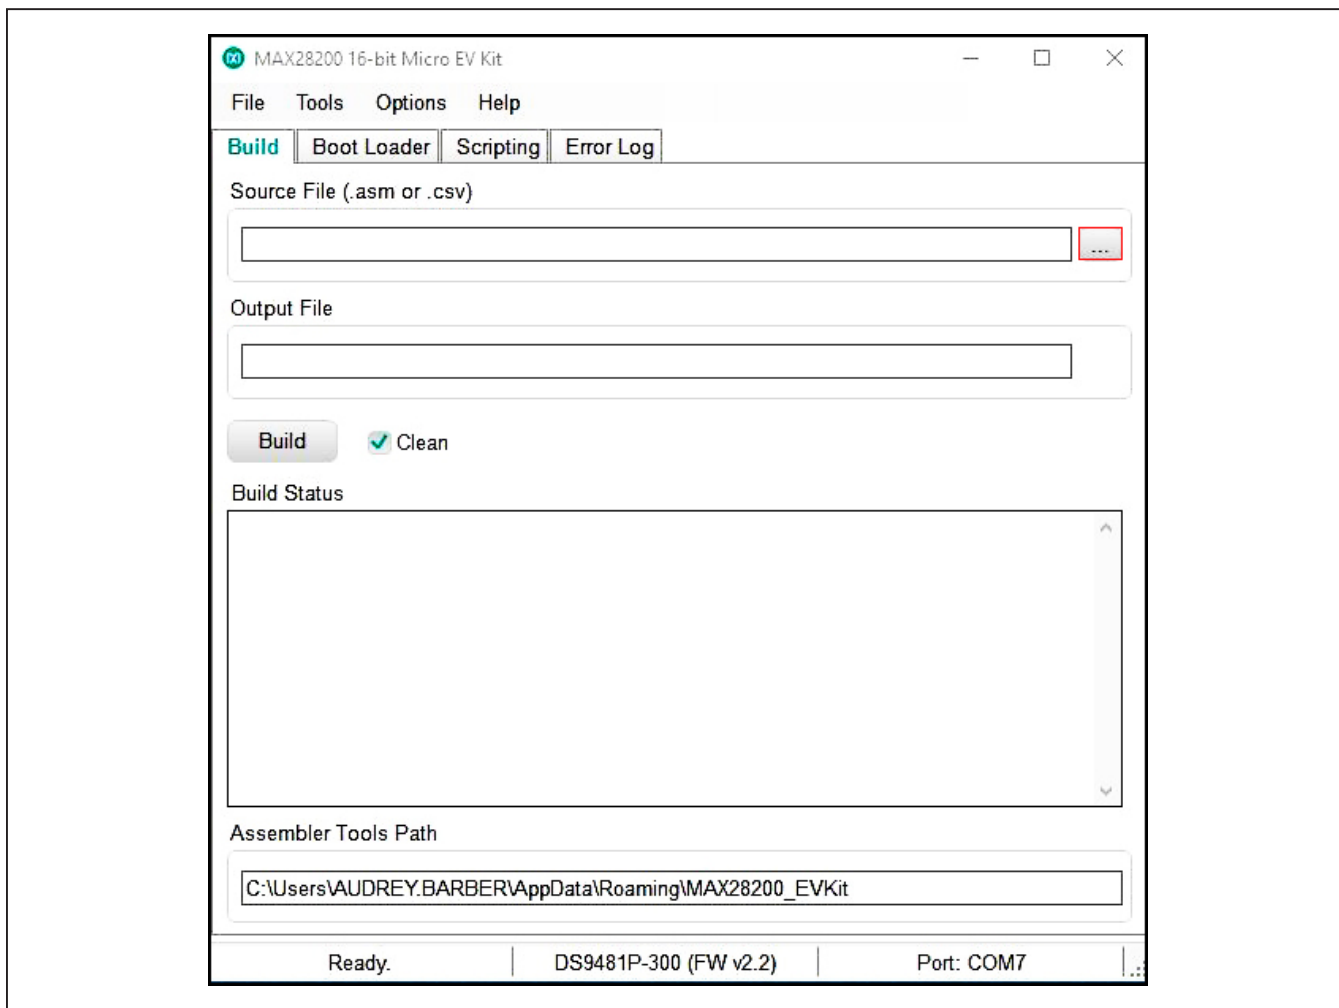 MAX28200 16-bit Micro EV Kit
File Tools Options Help
Build Boot Loader Scripting Error Log
Source File (.asm or .csv)
...
Output File
Build Clean
Build Status
Assembler Tools Path
C:\Users\AUDREY.BARBER\AppData\Roaming\MAX28200_EVKit
Ready. DS9481P-300 (FW v2.2) Port: COM7